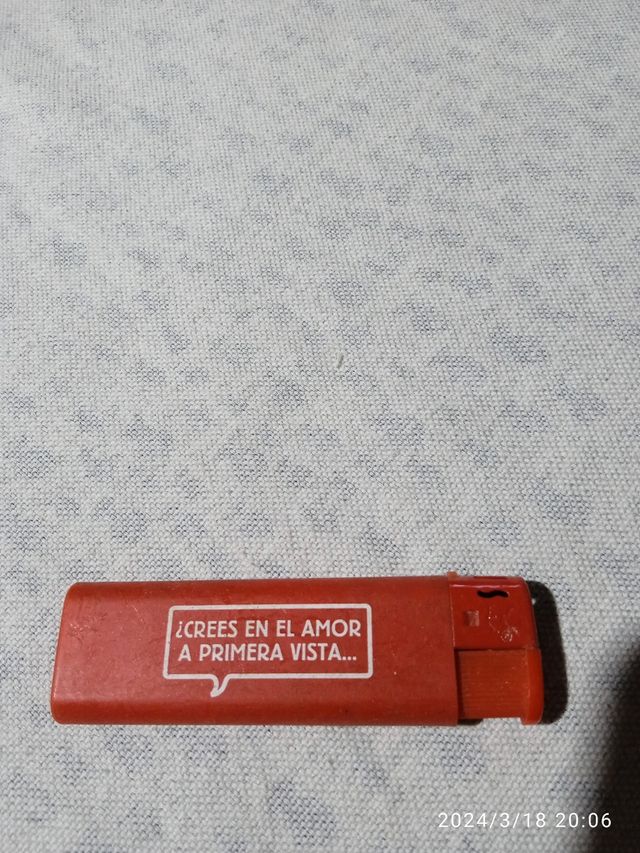 ¿CREES EN EL AMOR
A PRIMERA VISTA...
2024/3/18 20:06